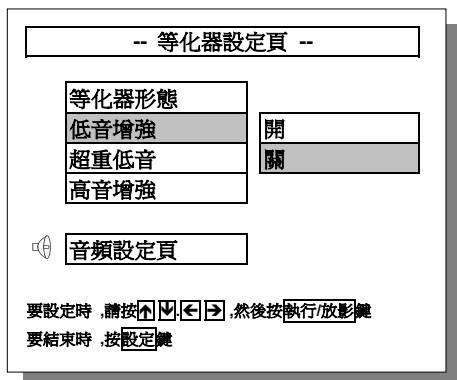 -- 等化器設定頁 --
等化器形態
低音增強
開
超重低音
關
高音增強
音頻設定頁
要設定時 ,請按↑ ↓.← → ,然後按執行/放影鍵
要結束時 ,按設定鍵